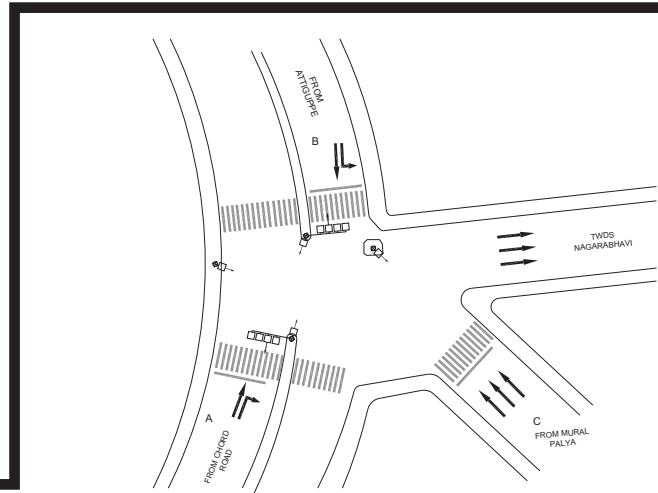 FROM
ATTIGUPPE
B
TWDS
NAGARABHAVI
A
FROM CHORD
ROAD
C
FROM MURAL
PALYA